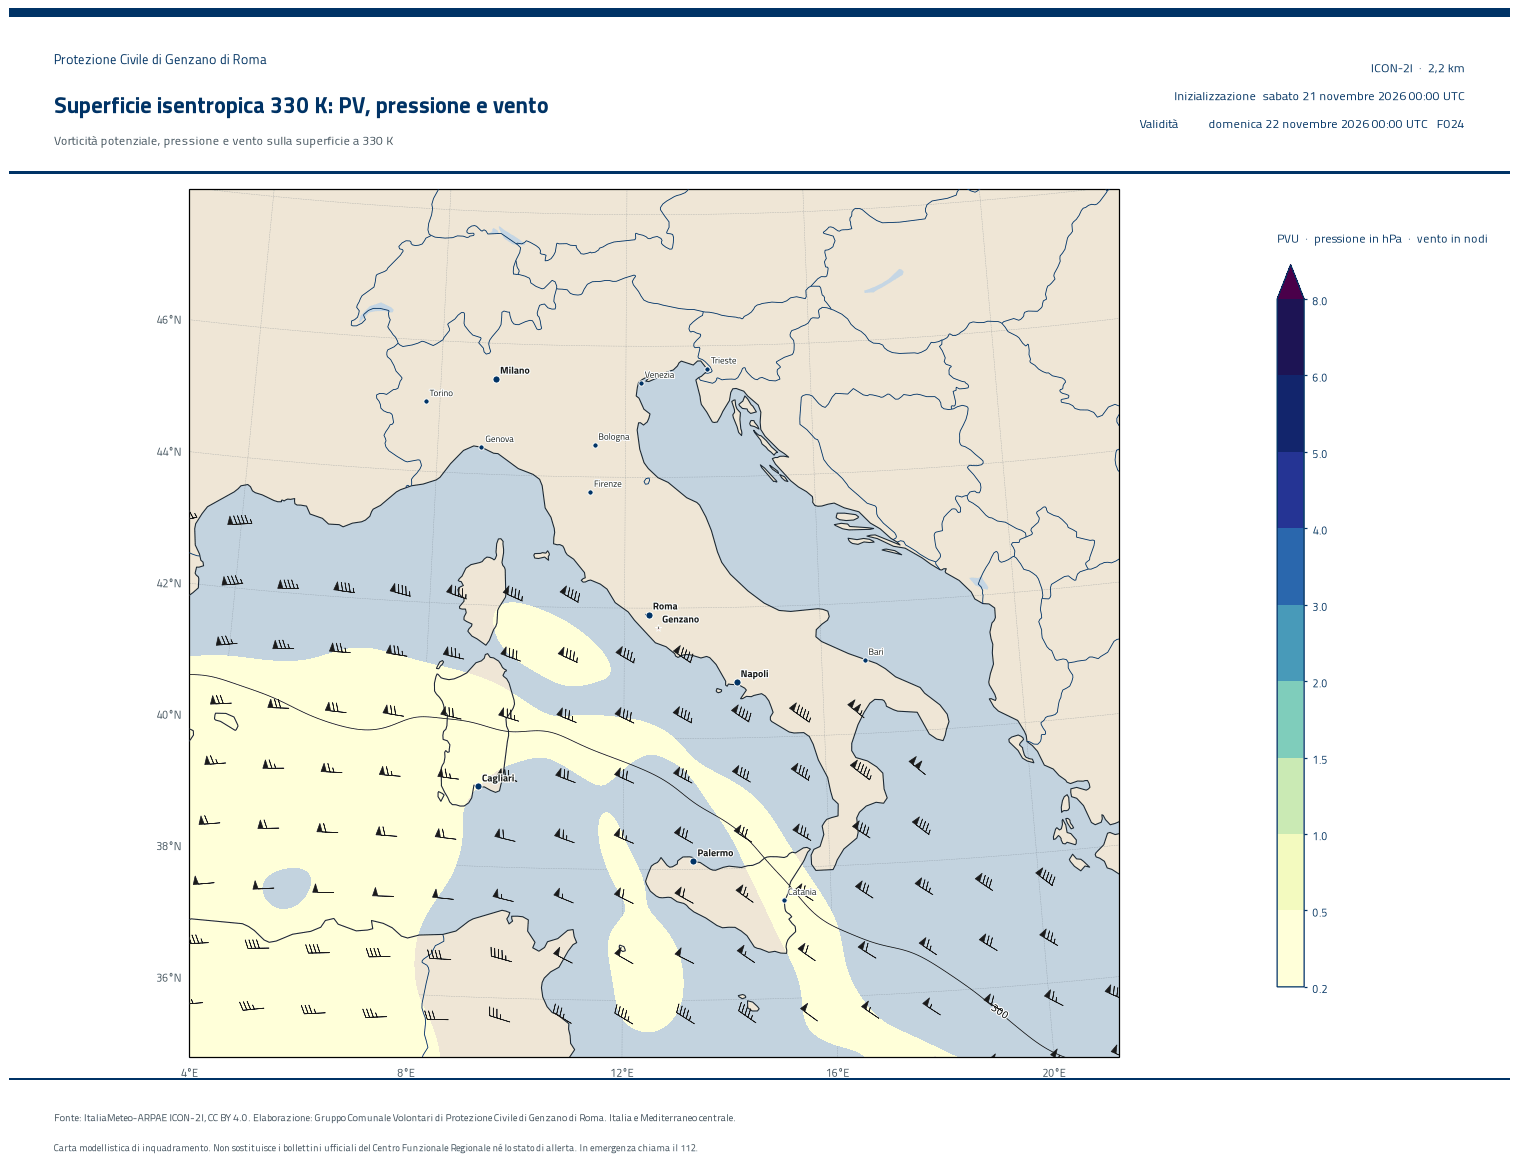 Protezione Civile di Genzano di Roma
Superficie isentropica 330 K: PV, pressione e vento
Vorticità potenziale, pressione e vento sulla superficie a 330 K
ICON-2I · 2,2 km
Inizializzazione sabato 21 novembre 2026 00:00 UTC
Validità domenica 22 novembre 2026 00:00 UTC F024
PVU · pressione in hPa · vento in nodi
8.0
6.0
5.0
4.0
3.0
2.0
1.5
1.0
0.5
0.2
46°N
44°N
42°N
40°N
38°N
36°N
4°E
8°E
12°E
16°E
20°E
Trieste
Milano
Venezia
Torino
Genova
Bologna
Firenze
Roma
Genzano
Bari
Napoli
Cagliari
Palermo
Catania
300
Fonte: ItaliaMeteo-ARPAE ICON-2I, CC BY 4.0. Elaborazione: Gruppo Comunale Volontari di Protezione Civile di Genzano di Roma. Italia e Mediterraneo centrale.
Carta modellistica di inquadramento. Non sostituisce i bollettini ufficiali del Centro Funzionale Regionale né lo stato di allerta. In emergenza chiama il 112.